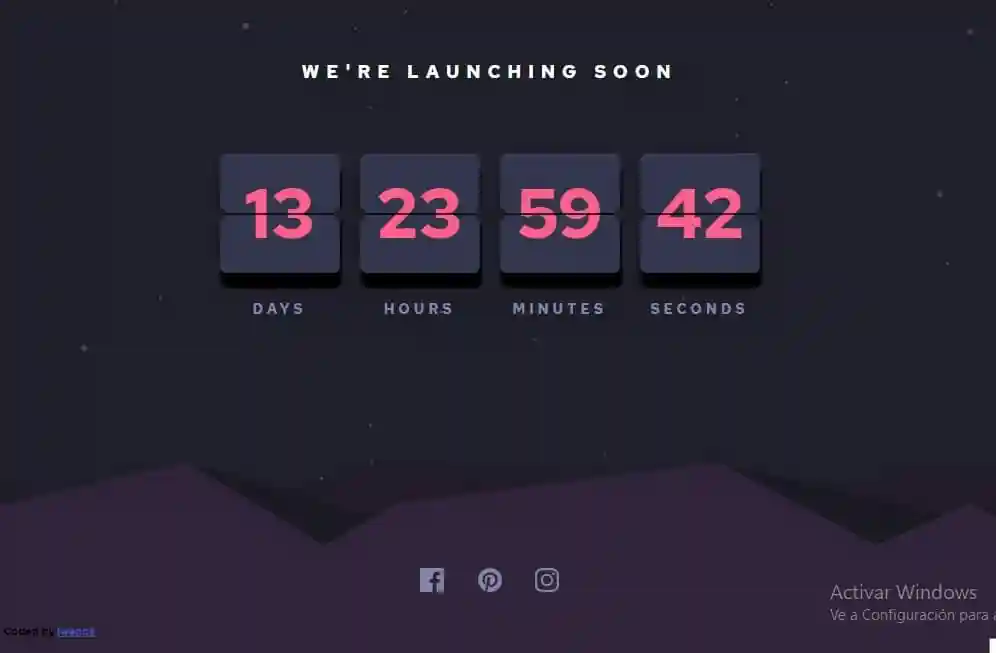 WE'RE LAUNCHING SOON
13 23 59 42
DAYS HOURS MINUTES SECONDS
Activar Windows
Ve a Configuración para
Coded by